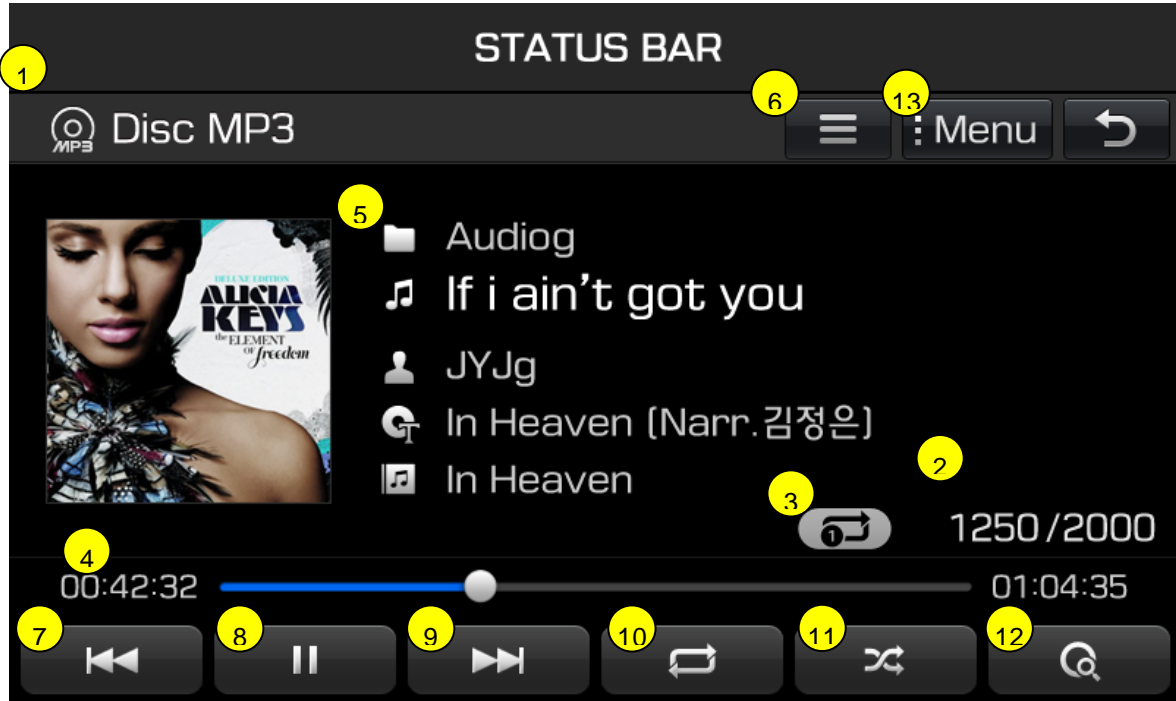 STATUS BAR
1
6
13
MP3 Disc MP3
Menu
5
Audiog
DELUXE EDITION
ALICIA
KEYS
the ELEMENT
OF freedom
If i ain't got you
JYJg
In Heaven (Narr.김정은)
In Heaven
2
3
1
1250/2000
4
00:42:32
01:04:35
7
8
9
10
11
12